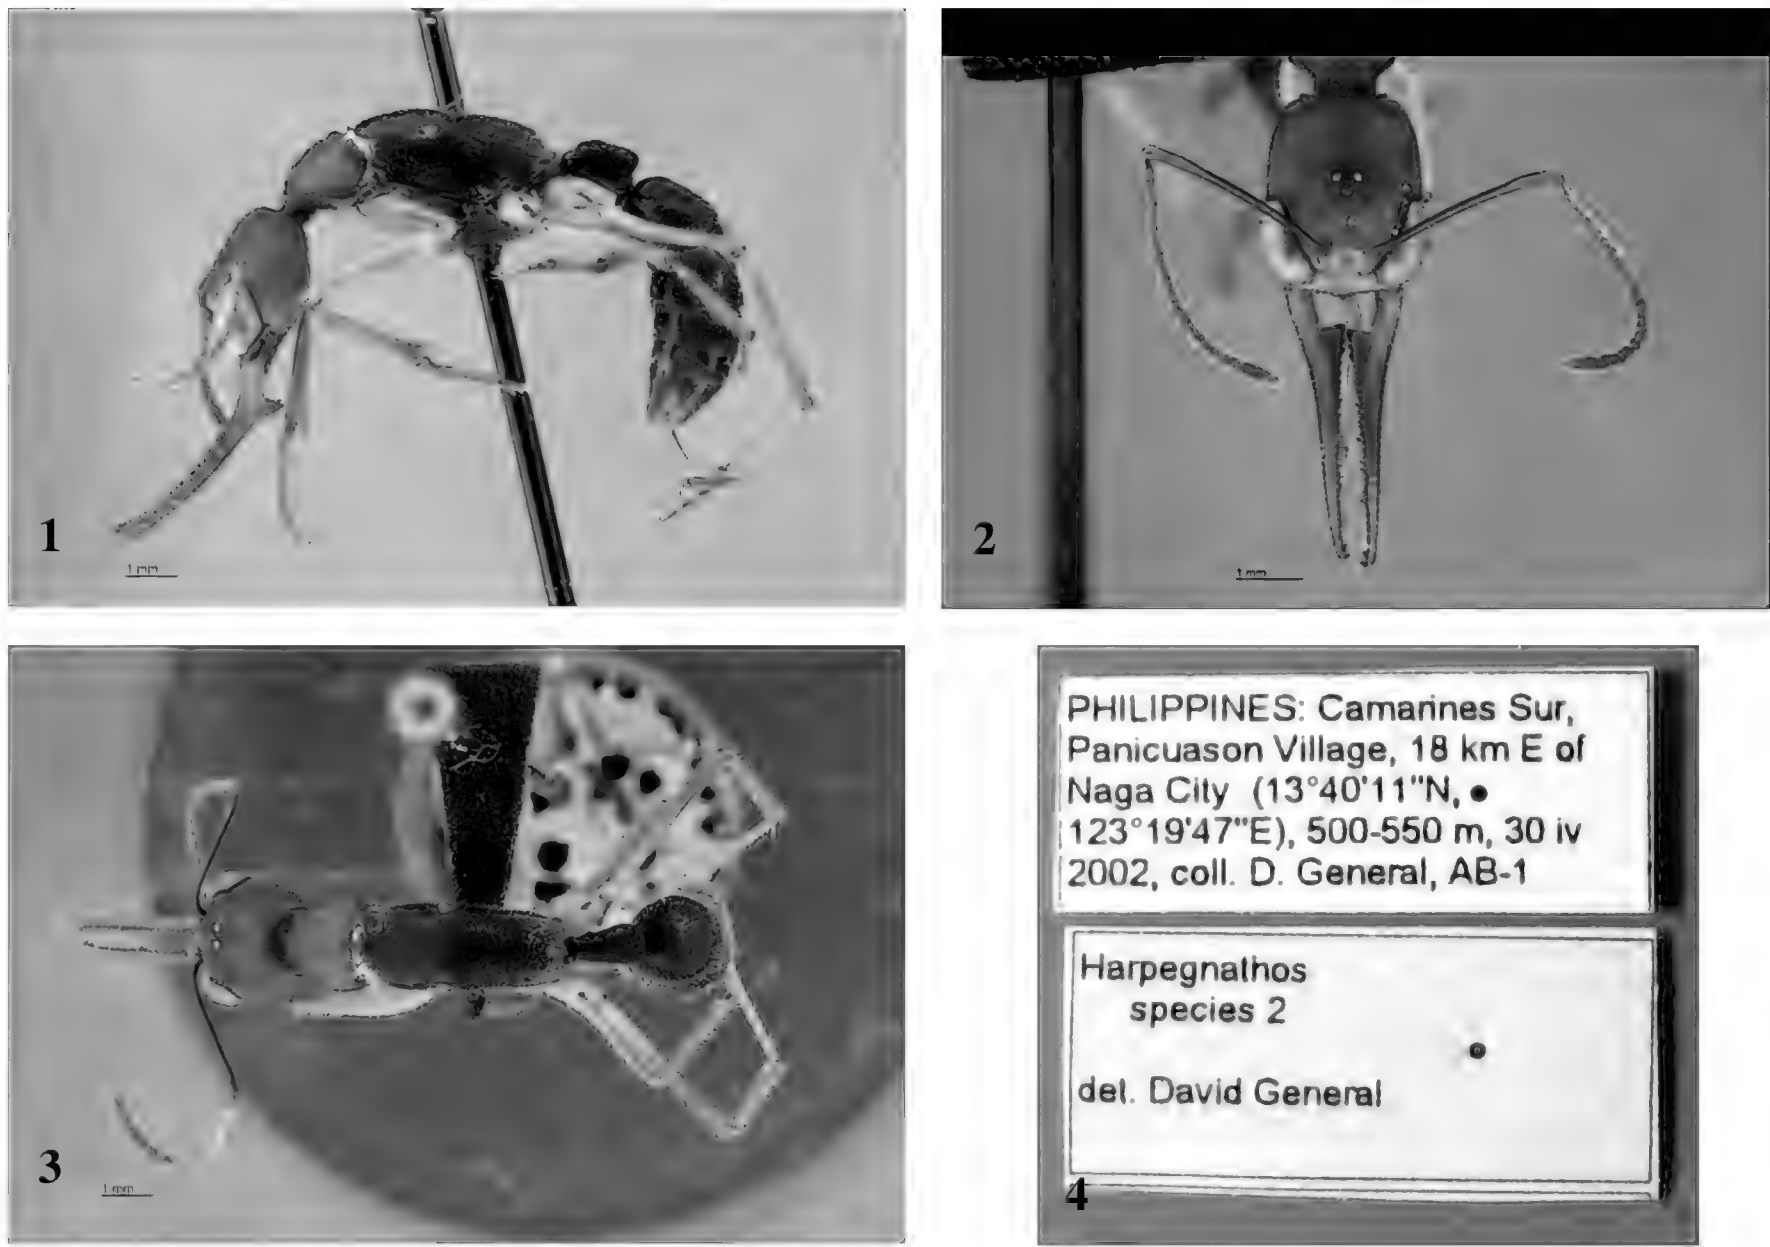 1
1 mm
2
1 mm
3
1 mm
PHILIPPINES: Camarines Sur,
Panicuason Village, 18 km E of
Naga City (13°40'11"N,
123°19'47"E), 500-550 m, 30 iv
2002, coll. D. General, AB-1
Harpegnathos
species 2
det. David General
4